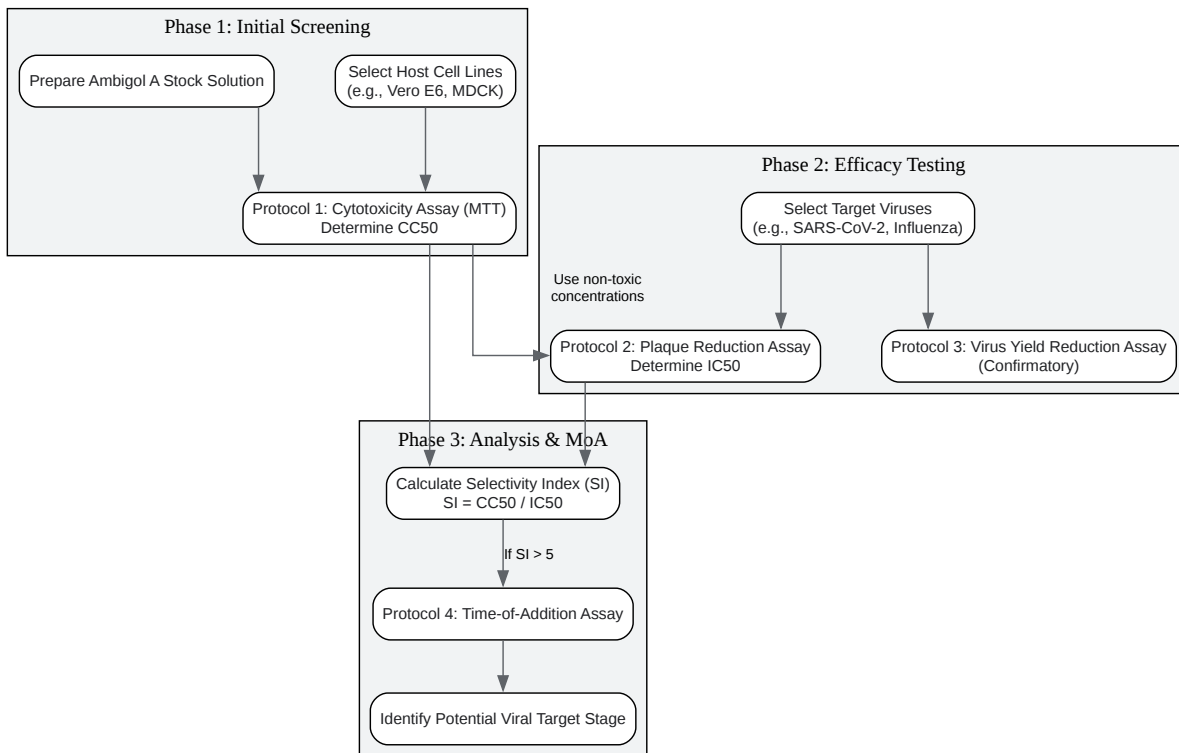 Phase 1: Initial Screening
Prepare Ambigol A Stock Solution
Select Host Cell Lines
(e.g., Vero E6, MDCK)
Protocol 1: Cytotoxicity Assay (MTT)
Determine CC50
Phase 2: Efficacy Testing
Select Target Viruses
(e.g., SARS-CoV-2, Influenza)
Use non-toxic
concentrations
Protocol 2: Plaque Reduction Assay
Determine IC50
Protocol 3: Virus Yield Reduction Assay
(Confirmatory)
Phase 3: Analysis & MoA
Calculate Selectivity Index (SI)
SI = CC50 / IC50
If SI > 5
Protocol 4: Time-of-Addition Assay
Identify Potential Viral Target Stage